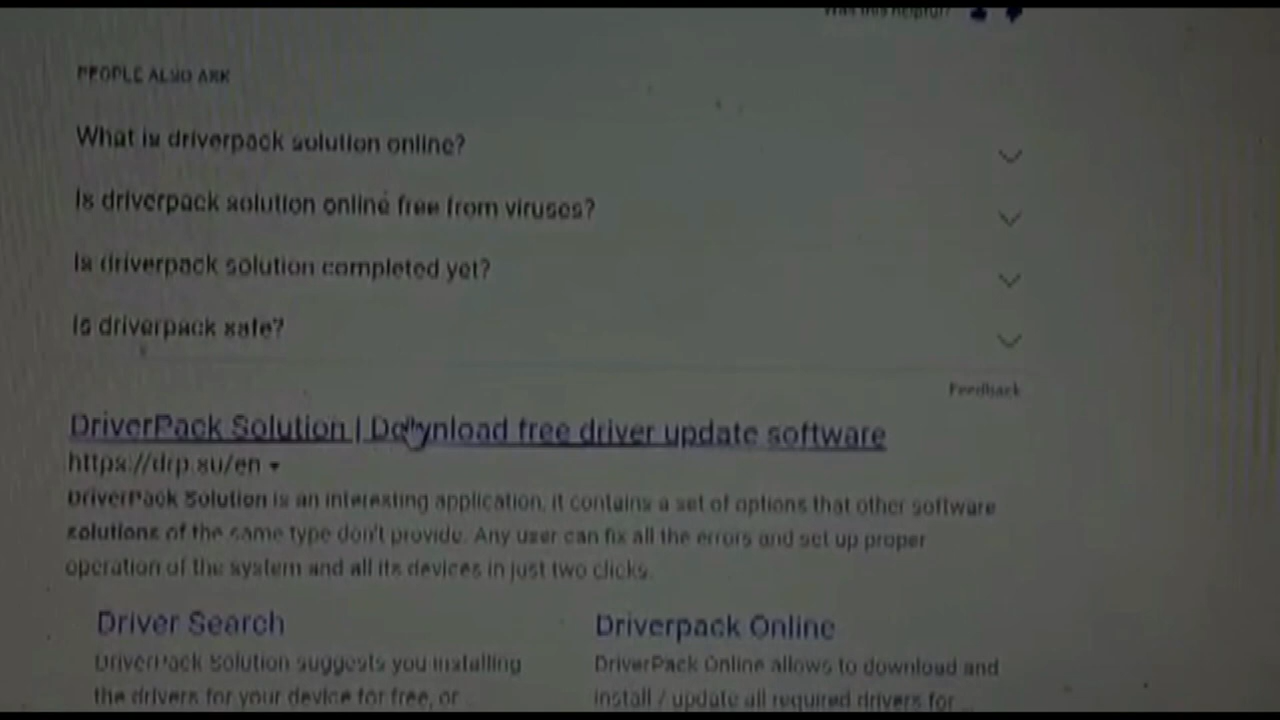 Was this helpful?
PEOPLE ALSO ASK
What is driverpack solution online?
Is driverpack solution online free from viruses?
Is driverpack solution completed yet?
Is driverpack safe?
Feedback
DriverPack Solution | Download free driver update software
https://drp.su/en
DriverPack Solution is an interesting application, it contains a set of options that other software
solutions of the same type don't provide. Any user can fix all the errors and set up proper
operation of the system and all its devices in just two clicks.
Driver Search
Driverpack Online
DriverPack Solution suggests you installing
DriverPack Online allows to download and
the drivers for your device for free, or ...
install / update all required drivers for ...